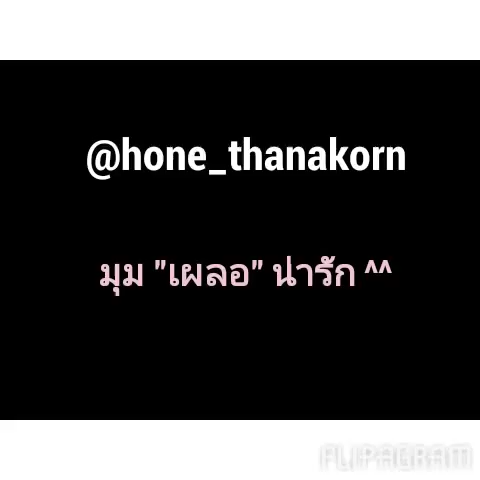 @hone_thanakorn
มุม "เผลอ" น่ารัก ^^
FLIPAGRAM